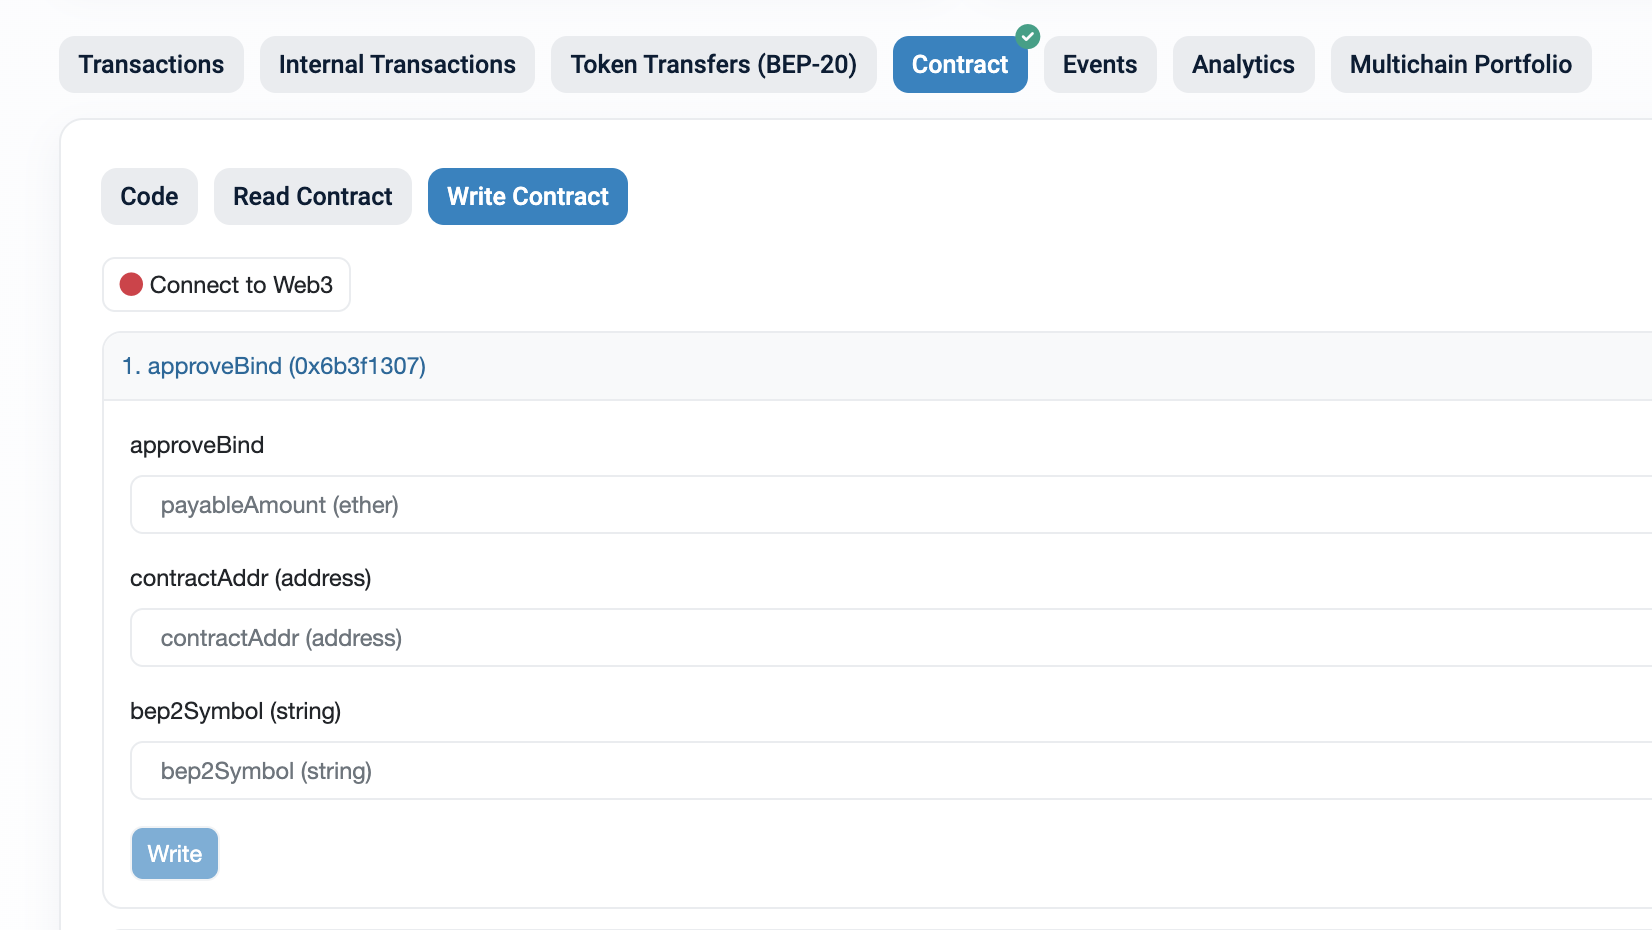 Transactions Internal Transactions Token Transfers (BEP-20) Contract Events Analytics Multichain Portfolio
Code Read Contract Write Contract
Connect to Web3
1. approveBind (0x6b3f1307)
approveBind
payableAmount (ether)
contractAddr (address)
contractAddr (address)
bep2Symbol (string)
bep2Symbol (string)
Write